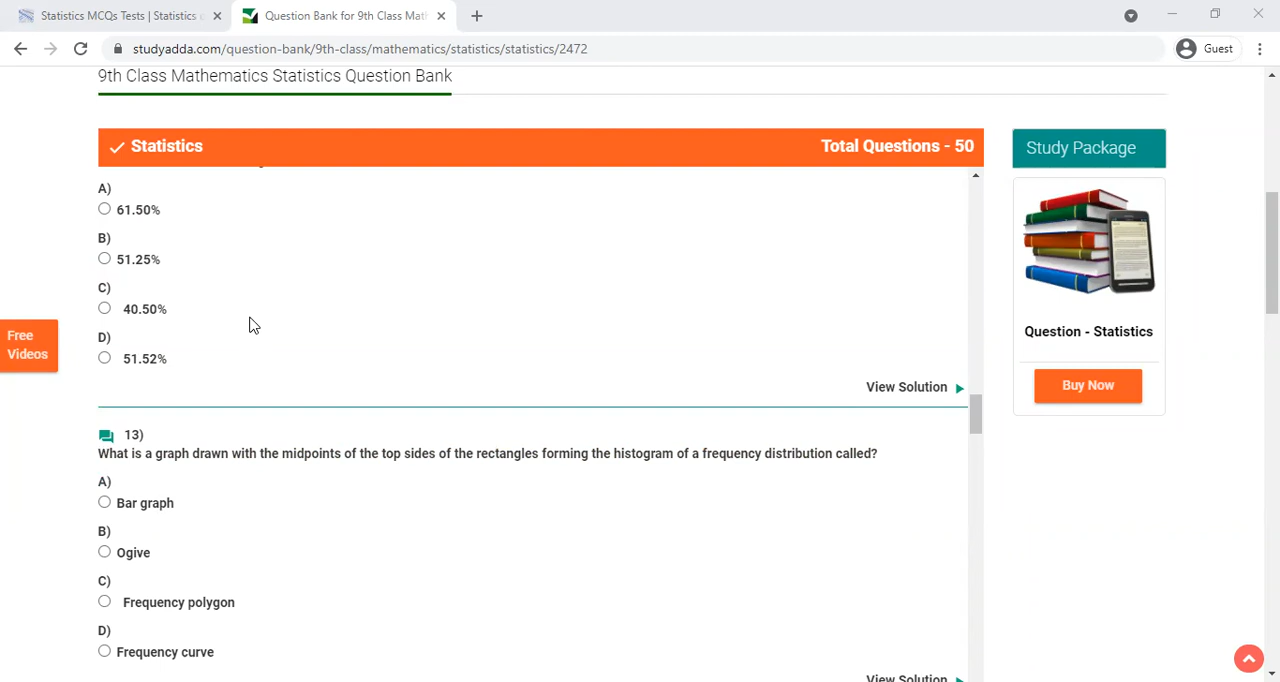 Statistics MCQs Tests | Statistics
Question Bank for 9th Class Mat
Guest
studyadda.com/question-bank/9th-class/mathematics/statistics/statistics/2472
9th Class Mathematics Statistics Question Bank
Statistics
Total Questions - 50
Study Package
A)
61.50%
B)
51.25%
C)
40.50%
D)
51.52%
View Solution
Free
Videos
Question - Statistics
Buy Now
13)
What is a graph drawn with the midpoints of the top sides of the rectangles forming the histogram of a frequency distribution called?
A)
Bar graph
B)
Ogive
C)
Frequency polygon
D)
Frequency curve
View Solution